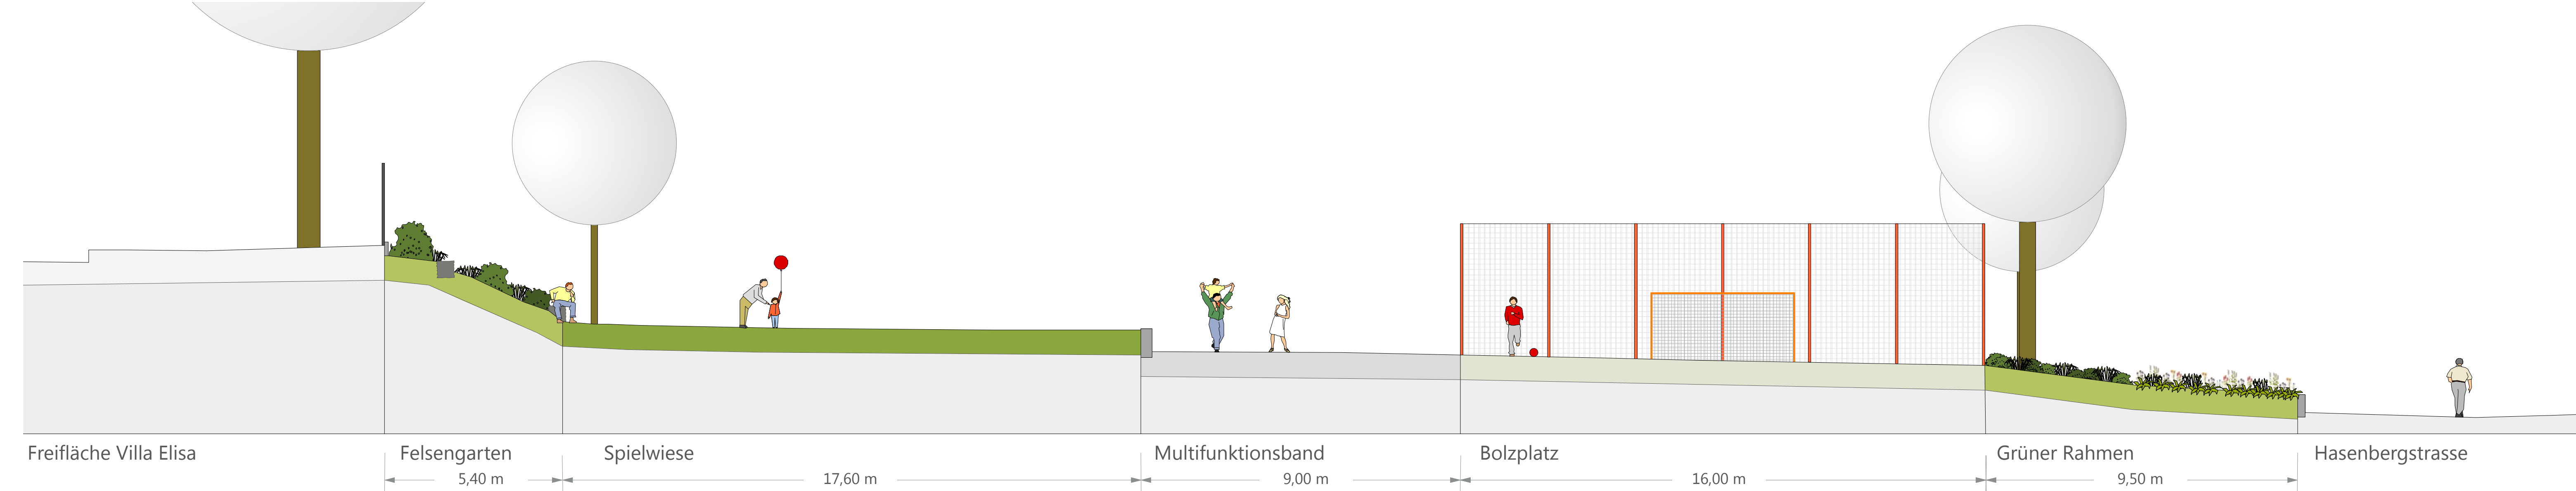 Freifläche Villa Elisa
Felsengarten
Spielwiese
Multifunktionsband
Bolzplatz
Grüner Rahmen
Hasenbergstrasse
5,40 m
17,60 m
9,00 m
16,00 m
9,50 m